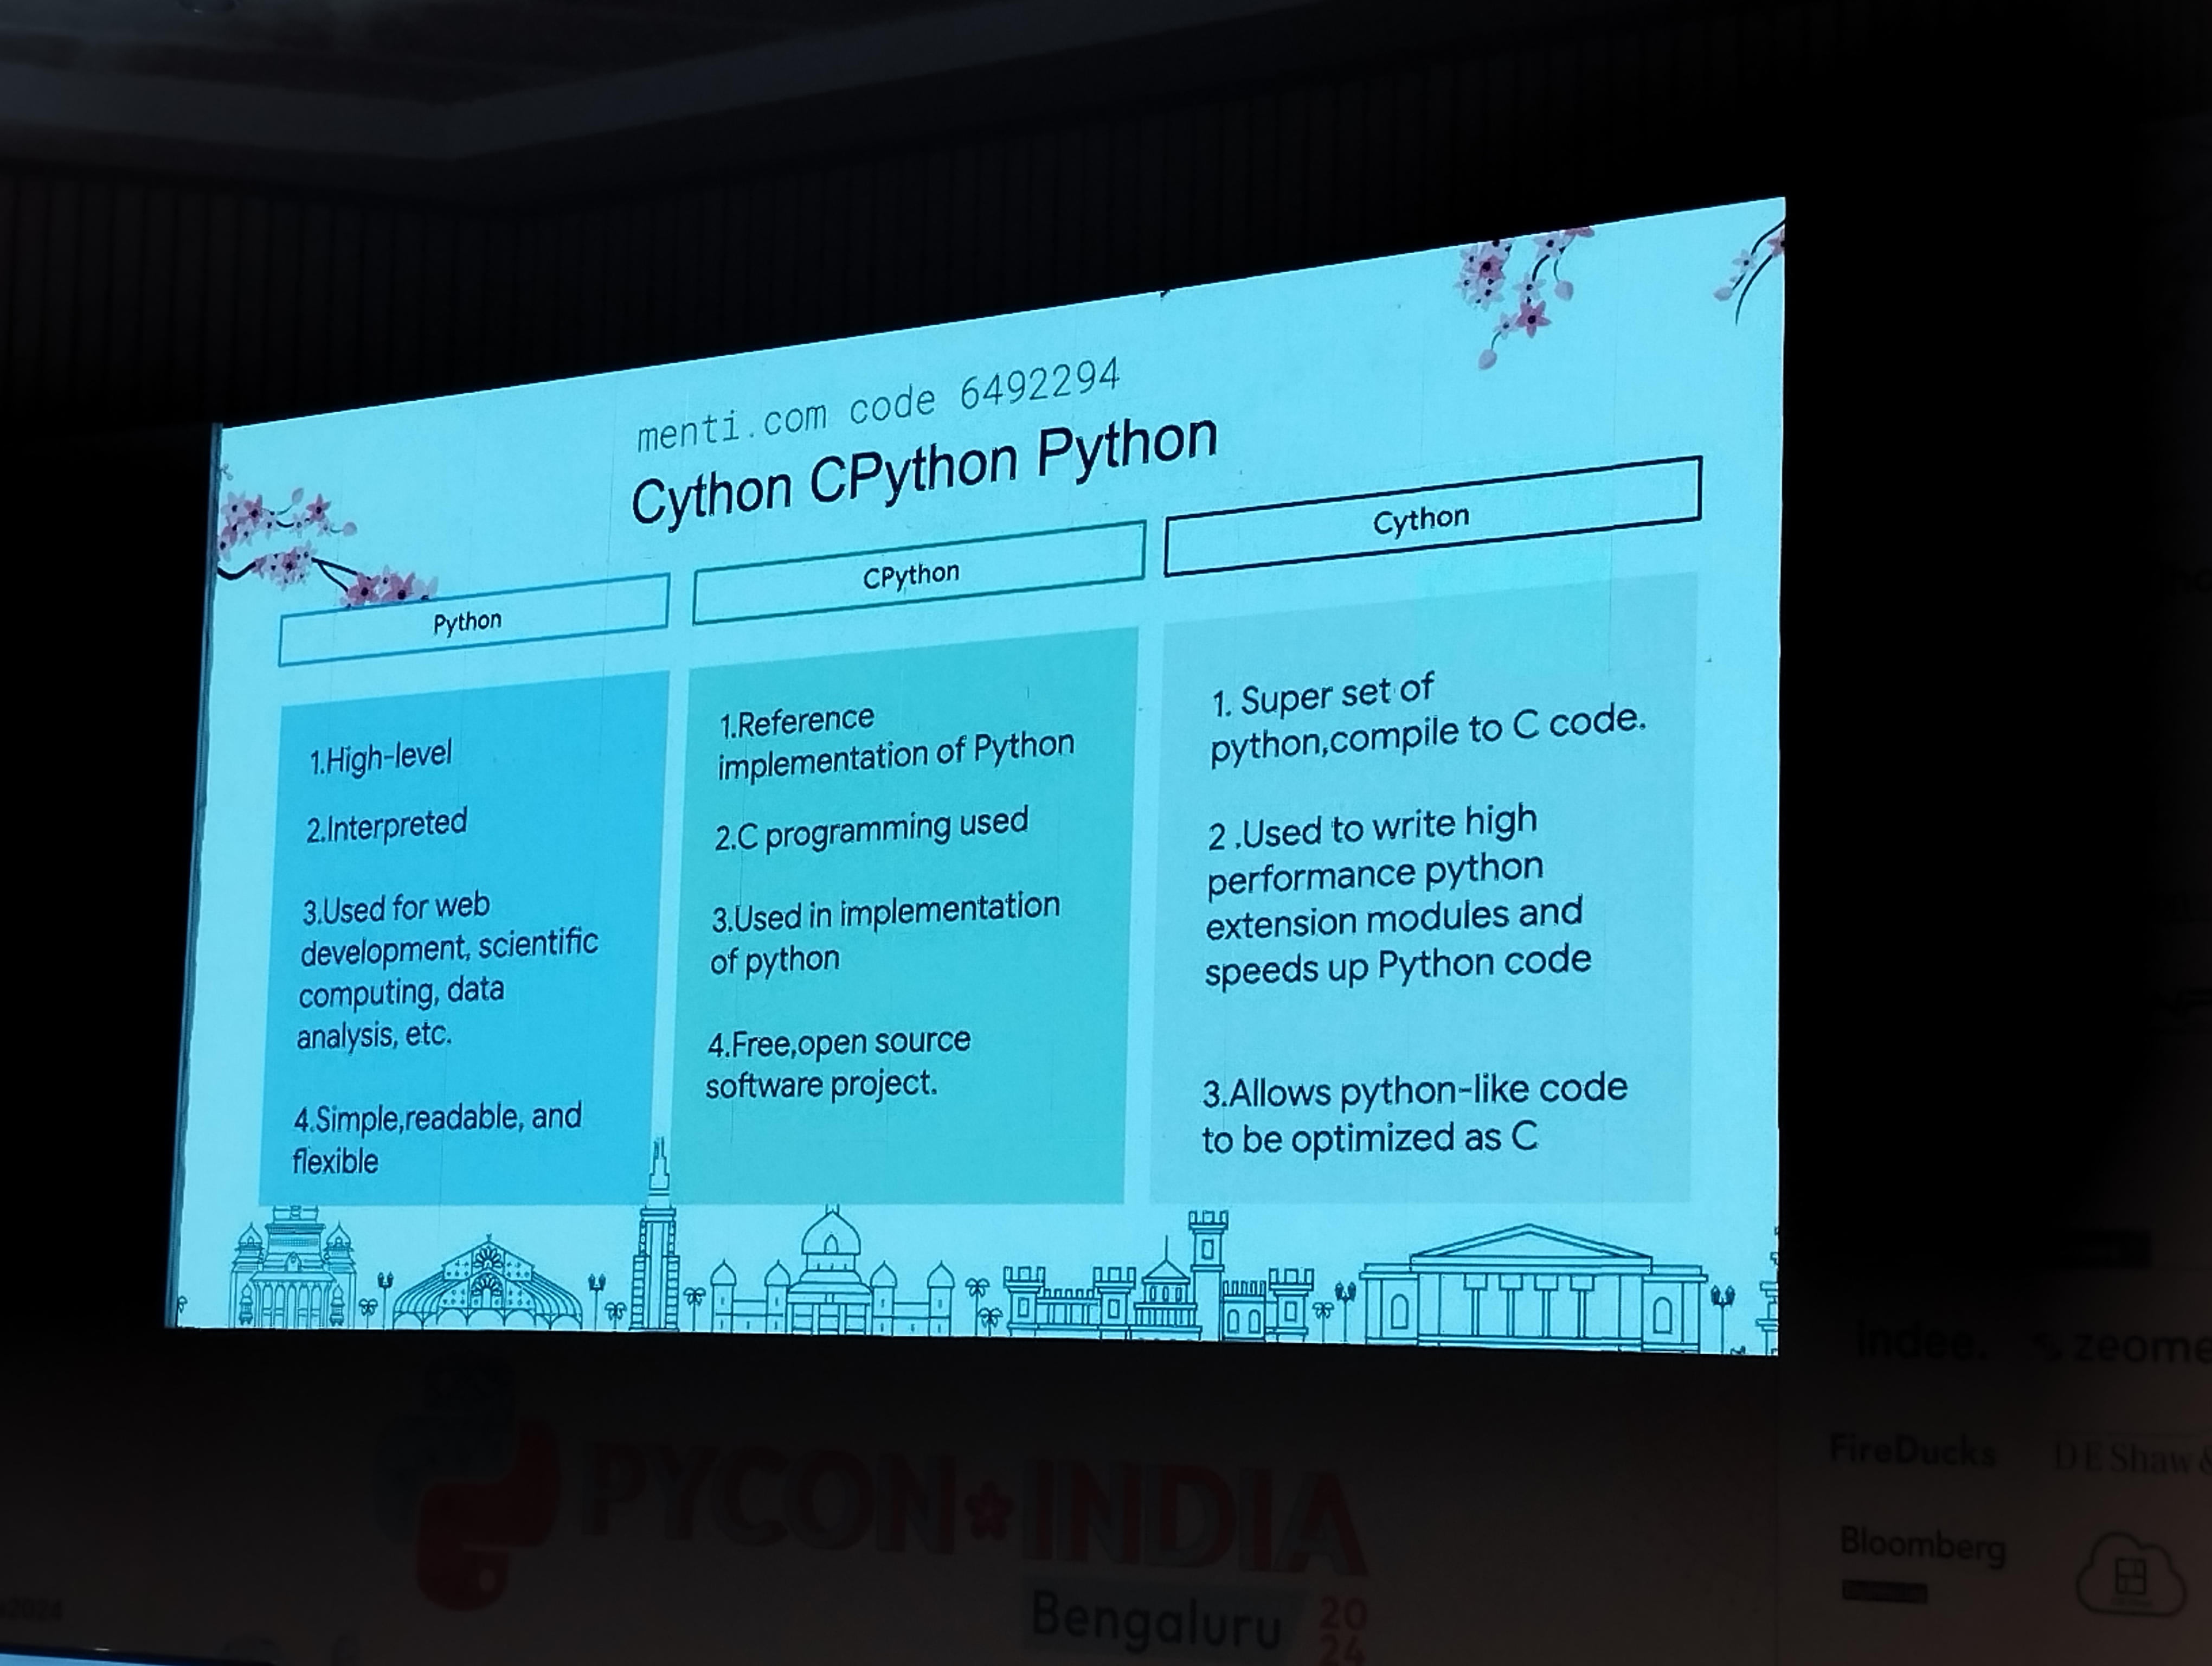 menti.com code 6492294
Cython CPython Python
Python
1.High-level
2.Interpreted
3.Used for web
development, scientific
computing, data
analysis, etc.
4.Simple,readable, and
flexible
CPython
1.Reference
implementation of Python
2.C programming used
3.Used in implementation
of python
4.Free,open source
software project.
Cython
1. Super set of
python,compile to C code.
2 .Used to write high
performance python
extension modules and
speeds up Python code
3.Allows python-like code
to be optimized as C
PYCON INDIA
Bengaluru
20
24
indee.
zeome
FireDucks
DE Shaw &
Bloomberg
2024